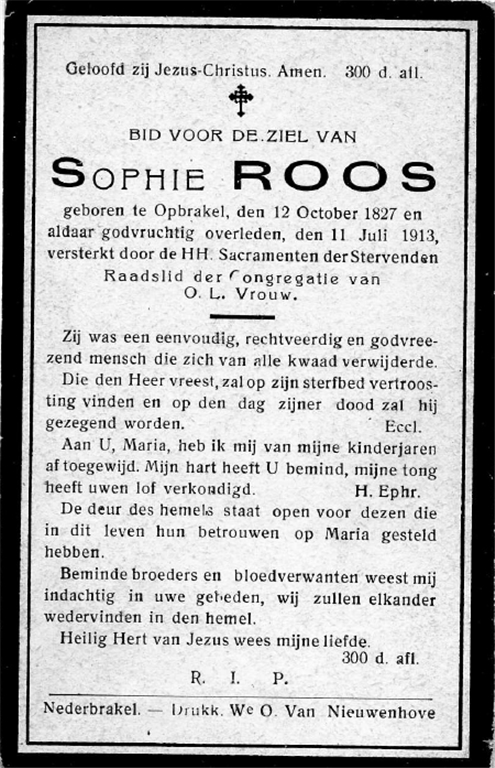 Geloofd zij Jezus-Christus. Amen. 300 d. afl.
BID VOOR DE ZIEL VAN
SOPHIE ROOS
geboren te Opbrakel, den 12 October 1827 en
aldaar godvruchtig overleden, den 11 Juli 1913,
versterkt door de HH. Sacramenten der Stervenden
Raadslid der Congregatie van
O. L. Vrouw.
Zij was een eenvoudig, rechtveerdig en godvree-
zend mensch die zich van alle kwaad verwijderde.
Die den Heer vreest, zal op zijn sterfbed vertroos-
ting vinden en op den dag zijner dood zal hij
gezegend worden. Eccl.
Aan U, Maria, heb ik mij van mijne kinderjaren
af toegewijd. Mijn hart heeft U bemind, mijne tong
heeft uwen lof verkondigd. H. Ephr.
De deur des hemels staat open voor dezen die
in dit leven hun betrouwen op Maria gesteld
hebben.
Beminde broeders en bloedverwanten weest mij
indachtig in uwe gebeden, wij zullen elkander
wedervinden in den hemel.
Heilig Hert van Jezus wees mijne liefde.
300 d. afl.
R. I. P.
Nederbrakel. — Drukk. We O. Van Nieuwenhove